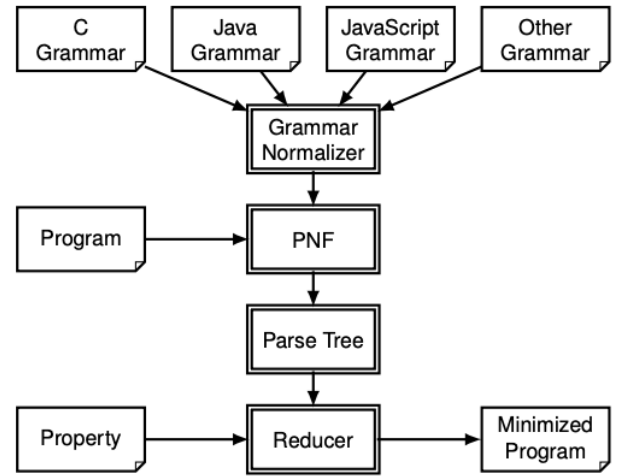 C
Grammar
Java
Grammar
JavaScript
Grammar
Other
Grammar
Grammar
Normalizer
Program
PNF
Parse Tree
Property
Reducer
Minimized
Program